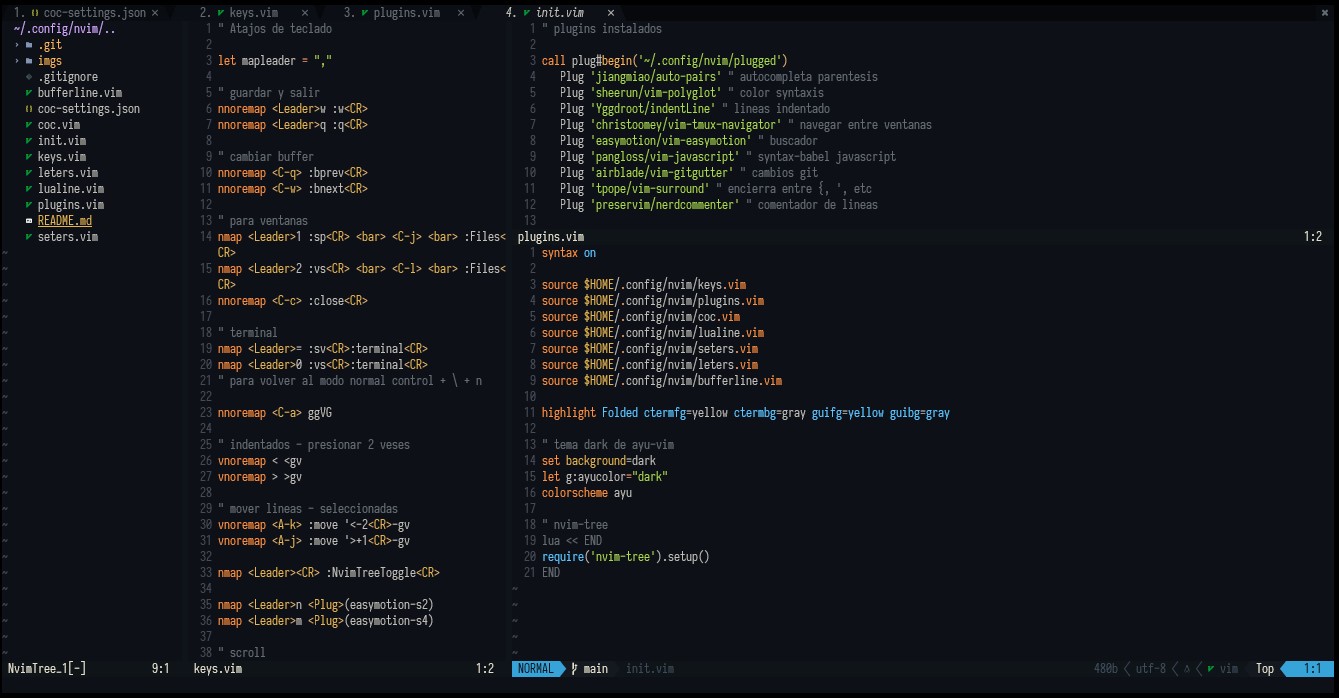 1. {} coc-settings.json ×
2. keys.vim ×
3. plugins.vim ×
4. init.vim ×
~/.config/nvim/..
.git
imgs
.gitignore
bufferline.vim
{} coc-settings.json
coc.vim
init.vim
keys.vim
leters.vim
lualine.vim
plugins.vim
README.md
seters.vim
NvimTree_1[-] 9:1
1 " Atajos de teclado
2
3 let mapleader = ","
4
5 " guardar y salir
6 nnoremap <Leader>w :w<CR>
7 nnoremap <Leader>q :q<CR>
8
9 " cambiar buffer
10 nnoremap <C-q> :bprev<CR>
11 nnoremap <C-w> :bnext<CR>
12
13 " para ventanas
14 nmap <Leader>1 :sp<CR> <bar> <C-j> <bar> :Files<
CR>
15 nmap <Leader>2 :vs<CR> <bar> <C-l> <bar> :Files<
CR>
16 nnoremap <C-c> :close<CR>
17
18 " terminal
19 nmap <Leader>= :sv<CR>:terminal<CR>
20 nmap <Leader>0 :vs<CR>:terminal<CR>
21 " para volver al modo normal control + \ + n
22
23 nnoremap <C-a> ggVG
24
25 " indentados - presionar 2 veses
26 vnoremap < <gv
27 vnoremap > >gv
28
29 " mover lineas - seleccionadas
30 vnoremap <A-k> :move '<-2<CR>-gv
31 vnoremap <A-j> :move '>+1<CR>-gv
32
33 nmap <Leader><CR> :NvimTreeToggle<CR>
34
35 nmap <Leader>n <Plug>(easymotion-s2)
36 nmap <Leader>m <Plug>(easymotion-s4)
37
38 " scroll
keys.vim 1:2
1 " plugins instalados
2
3 call plug#begin('~/.config/nvim/plugged')
4 Plug 'jiangmiao/auto-pairs' " autocompleta parentesis
5 Plug 'sheerun/vim-polyglot' " color syntaxis
6 Plug 'Yggdroot/indentLine' " lineas indentado
7 Plug 'christoomey/vim-tmux-navigator' " navegar entre ventanas
8 Plug 'easymotion/vim-easymotion' " buscador
9 Plug 'pangloss/vim-javascript' " syntax-babel javascript
10 Plug 'airblade/vim-gitgutter' " cambios git
11 Plug 'tpope/vim-surround' " encierra entre {, ', etc
12 Plug 'preservim/nerdcommenter' " comentador de lineas
13
plugins.vim 1:2
1 syntax on
2
3 source $HOME/.config/nvim/keys.vim
4 source $HOME/.config/nvim/plugins.vim
5 source $HOME/.config/nvim/coc.vim
6 source $HOME/.config/nvim/lualine.vim
7 source $HOME/.config/nvim/seters.vim
8 source $HOME/.config/nvim/leters.vim
9 source $HOME/.config/nvim/bufferline.vim
10
11 highlight Folded ctermfg=yellow ctermbg=gray guifg=yellow guibg=gray
12
13 " tema dark de ayu-vim
14 set background=dark
15 let g:ayucolor="dark"
16 colorscheme ayu
17
18 " nvim-tree
19 lua << END
20 require('nvim-tree').setup()
21 END
NORMAL main init.vim 480b utf-8 vim Top 1:1